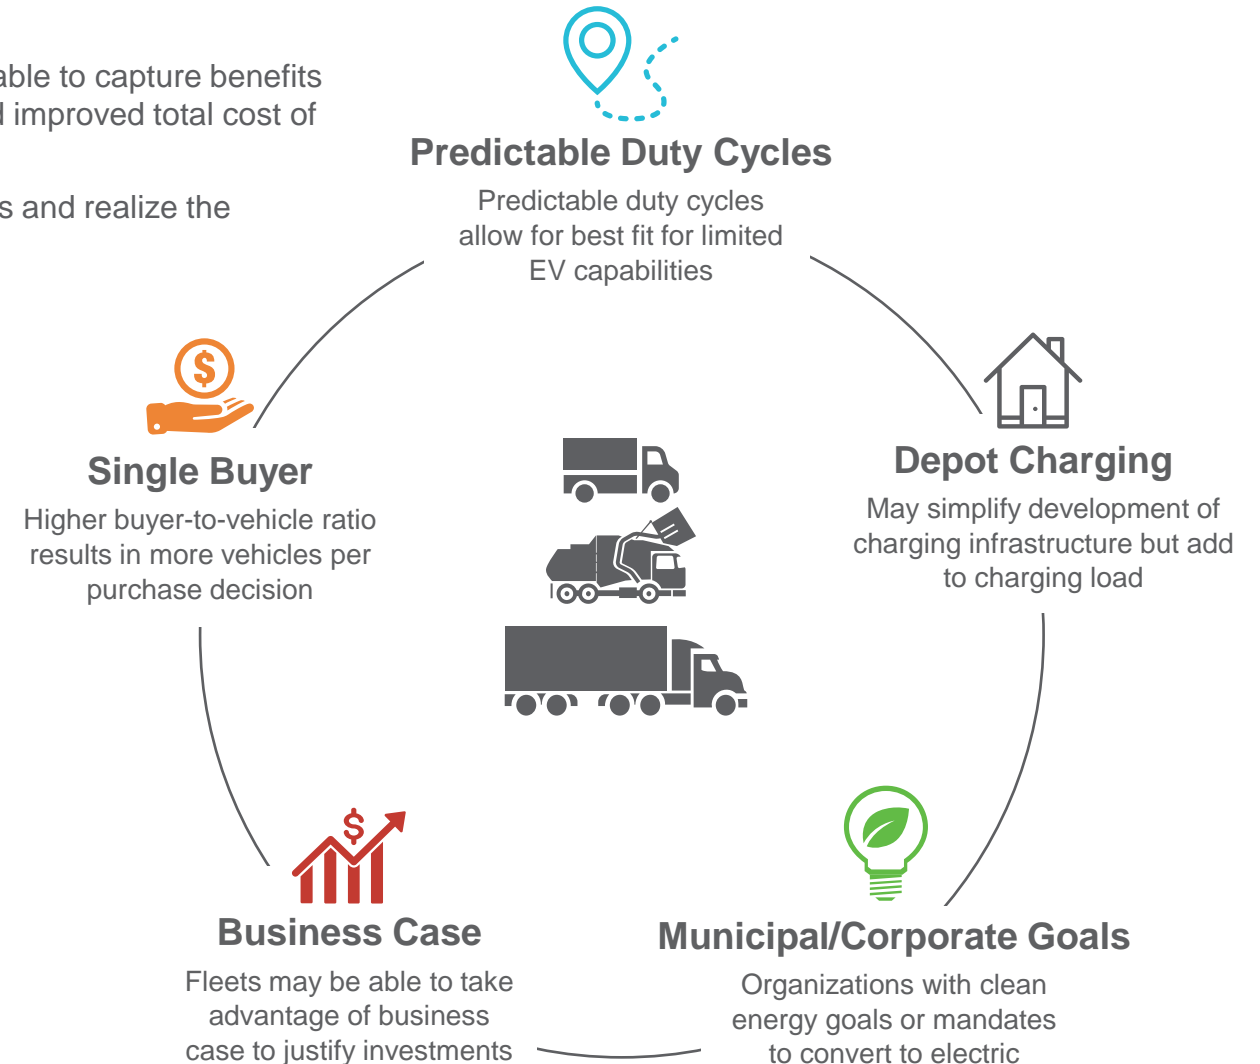 able to capture benefits
improved total cost of
s and realize the
Predictable Duty Cycles
Predictable duty cycles
allow for best fit for limited
EV capabilities
$
Single Buyer
Higher buyer-to-vehicle ratio
results in more vehicles per
purchase decision
Depot Charging
May simplify development of
charging infrastructure but add
to charging load
$
Business Case
Fleets may be able to take
advantage of business
case to justify investments
Municipal/Corporate Goals
Organizations with clean
energy goals or mandates
to convert to electric